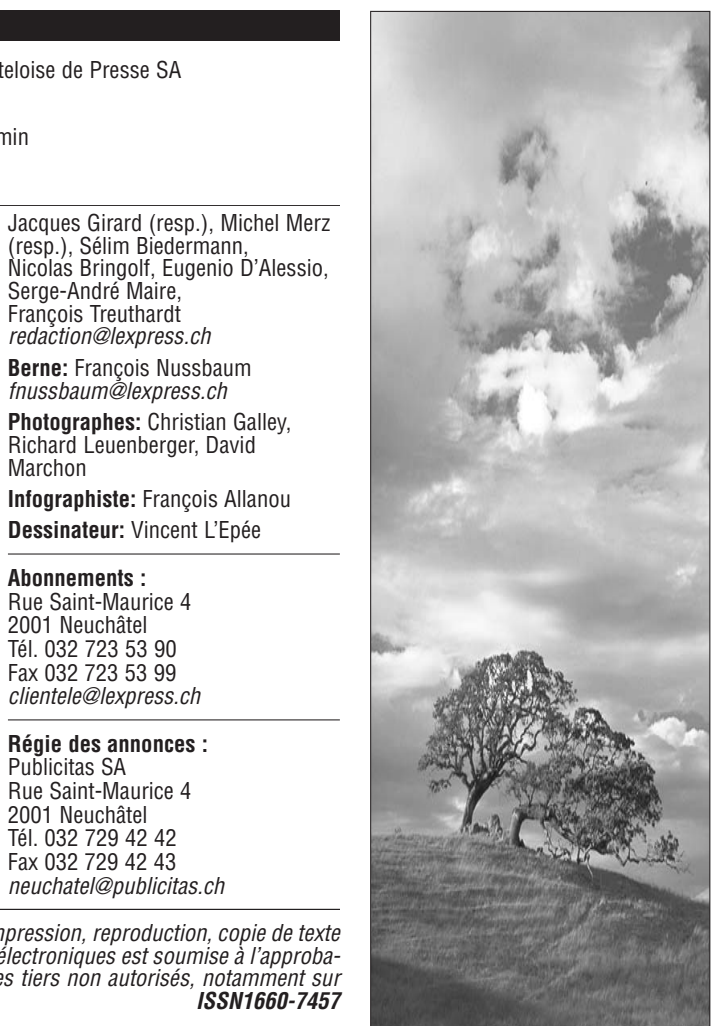 teloise de Presse SA
min
Jacques Girard (resp.), Michel Merz
(resp.), Sélim Biedermann,
Nicolas Bringolf, Eugenio D’Alessio,
Serge-André Maire,
François Treuthardt
redaction@lexpress.ch
Berne: François Nussbaum
fnussbaum@lexpress.ch
Photographes: Christian Galley,
Richard Leuenberger, David
Marchon
Infographiste: François Allanou
Dessinateur: Vincent L’Epée
Abonnements :
Rue Saint-Maurice 4
2001 Neuchâtel
Tél. 032 723 53 90
Fax 032 723 53 99
clientele@lexpress.ch
Régie des annonces :
Publicitas SA
Rue Saint-Maurice 4
2001 Neuchâtel
Tél. 032 729 42 42
Fax 032 729 42 43
neuchatel@publicitas.ch
mpression, reproduction, copie de texte
électroniques est soumise à l’approba-
es tiers non autorisés, notamment sur
ISSN1660-7457